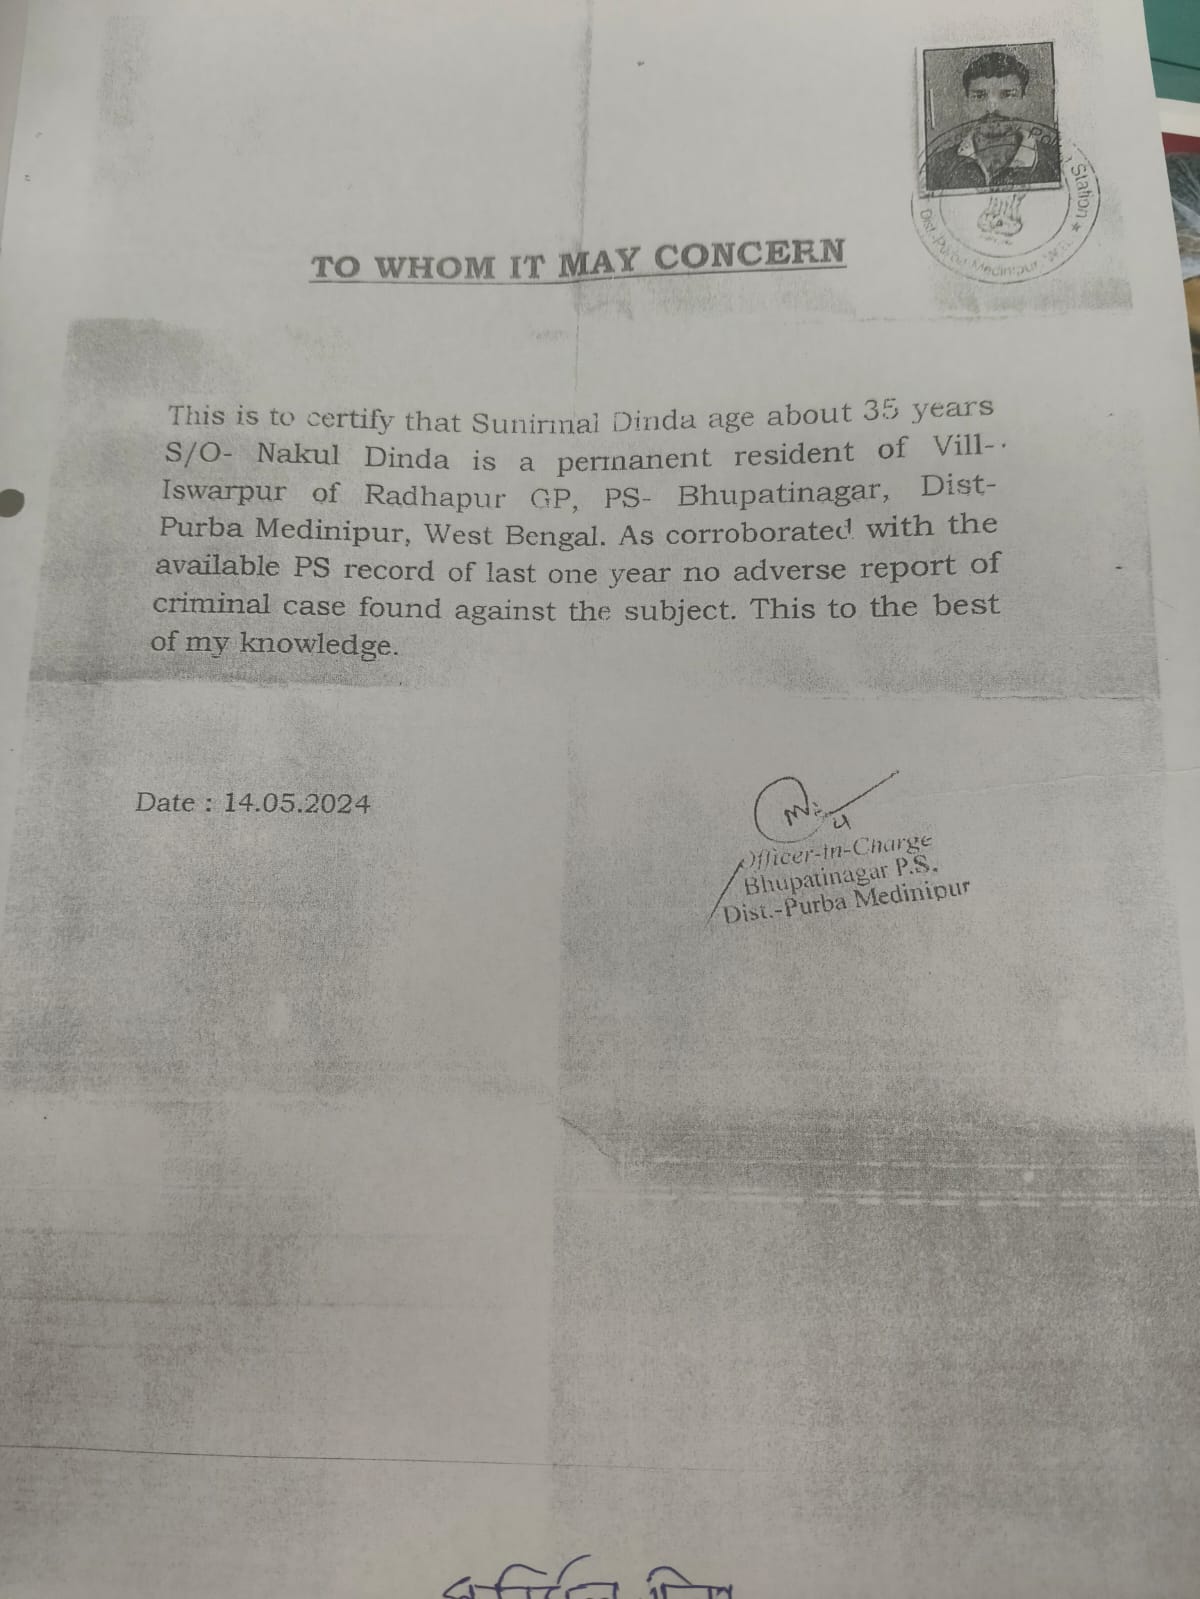 Police Station ★
Dist.-Purba Medinipur, W.B.
TO WHOM IT MAY CONCERN
This is to certify that Sunirmal Dinda age about 35 years
S/O- Nakul Dinda is a permanent resident of Vill-
Iswarpur of Radhapur GP, PS- Bhupatinagar, Dist-
Purba Medinipur, West Bengal. As corroborated with the
available PS record of last one year no adverse report of
criminal case found against the subject. This to the best
of my knowledge.
Date : 14.05.2024
Officer-in-Charge
Bhupatinagar P.S.
Dist.-Purba Medinipur